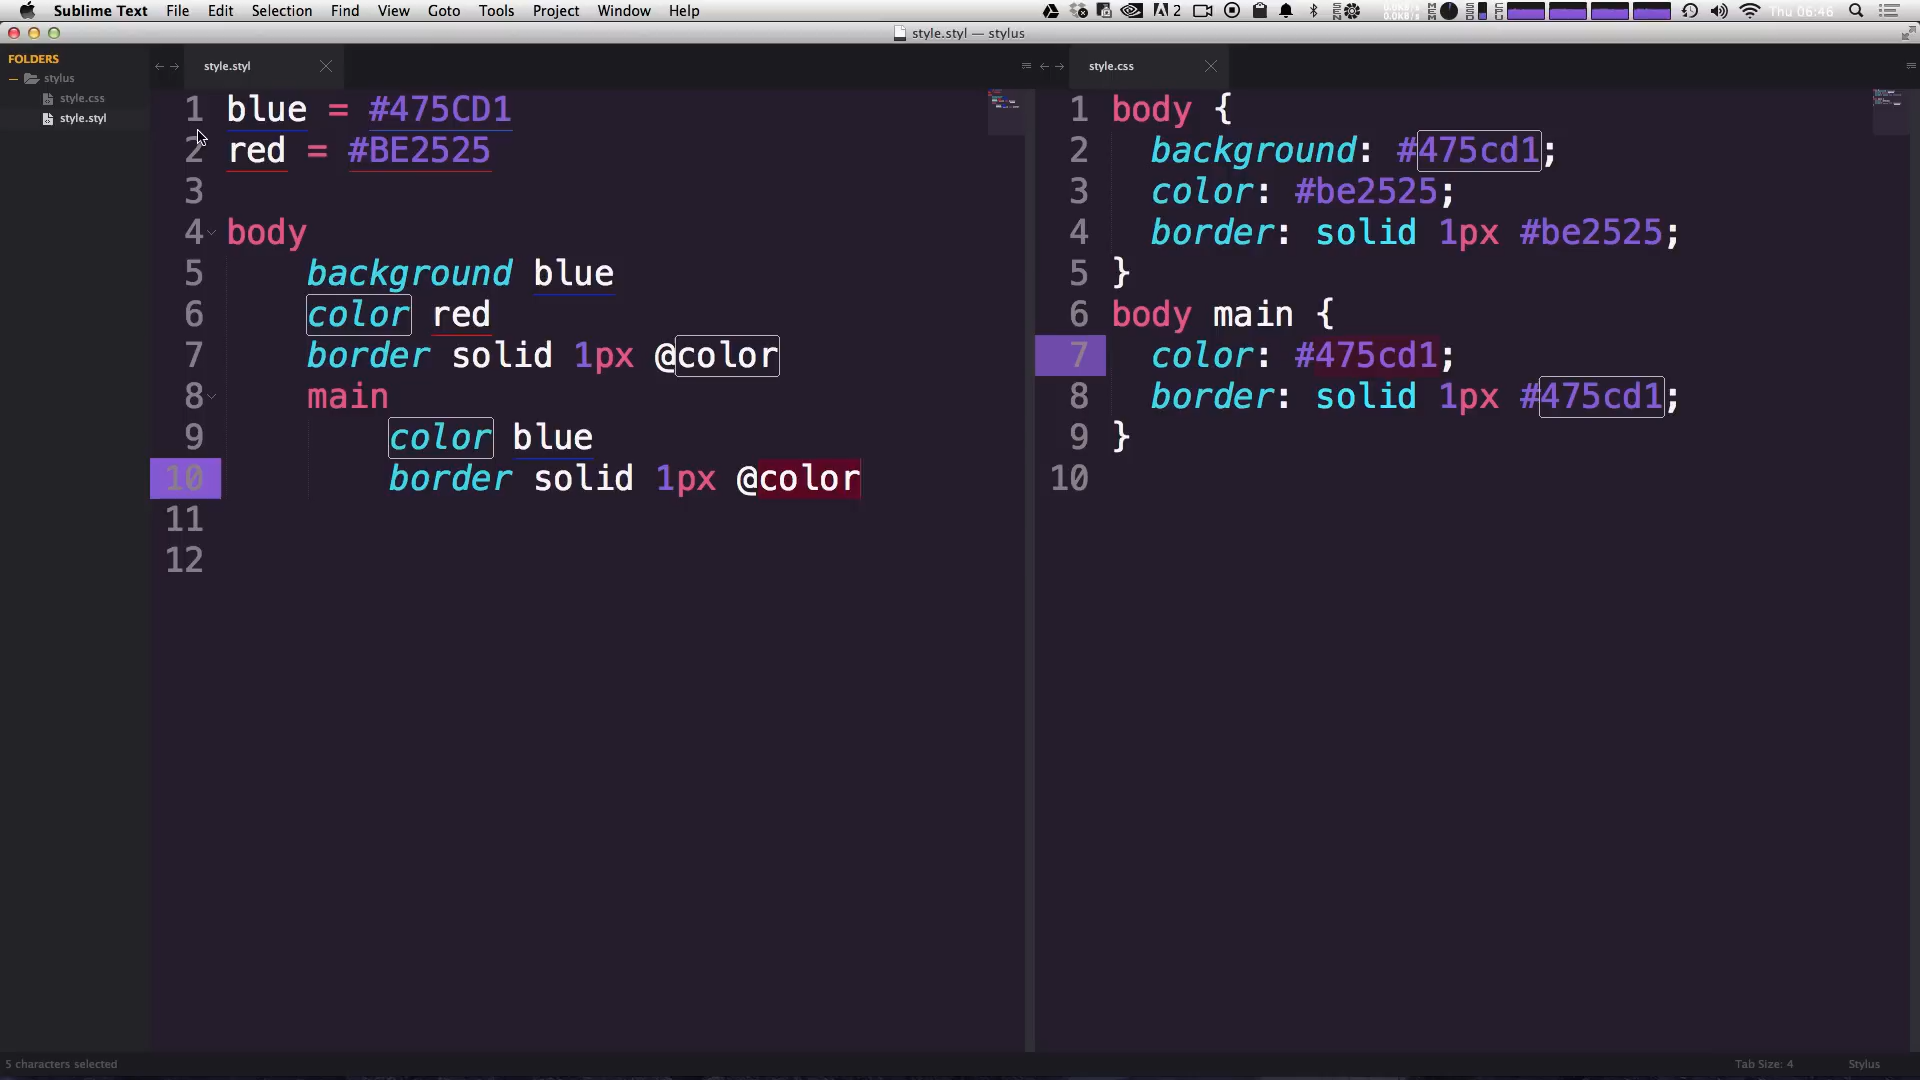 Sublime Text File Edit Selection Find View Goto Tools Project Window Help 2 Thu 06:46
style.styl — stylus
FOLDERS
stylus
style.css
style.styl
style.styl
1 blue = #475CD1
2 red = #BE2525
3
4 body
5 background blue
6 color red
7 border solid 1px @color
8 main
9 color blue
10 border solid 1px @color
11
12
style.css
1 body {
2 background: #475cd1;
3 color: #be2525;
4 border: solid 1px #be2525;
5 }
6 body main {
7 color: #475cd1;
8 border: solid 1px #475cd1;
9 }
10
5 characters selected
Tab Size: 4
Stylus